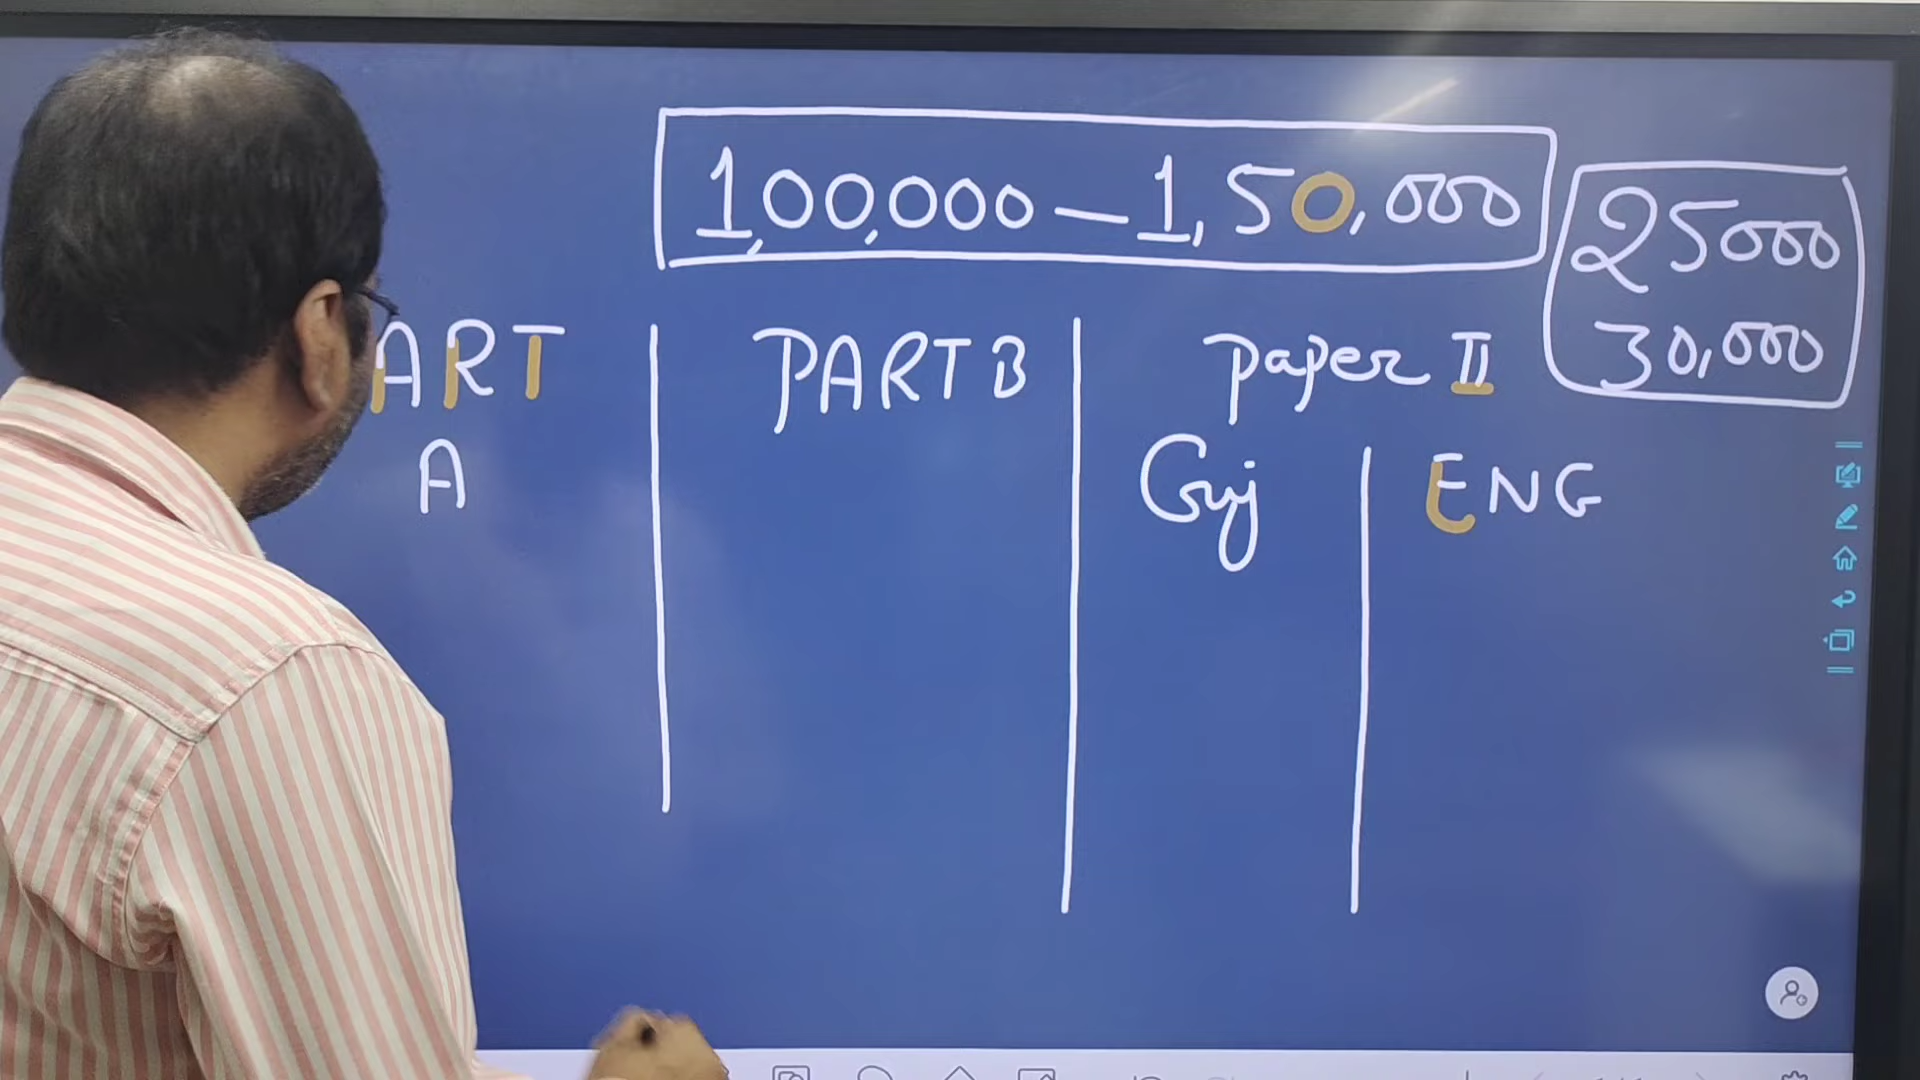 1,00,000 — 1,50,000
25000
30,000
ART
A
PART B
Paper II
Guj
ENG